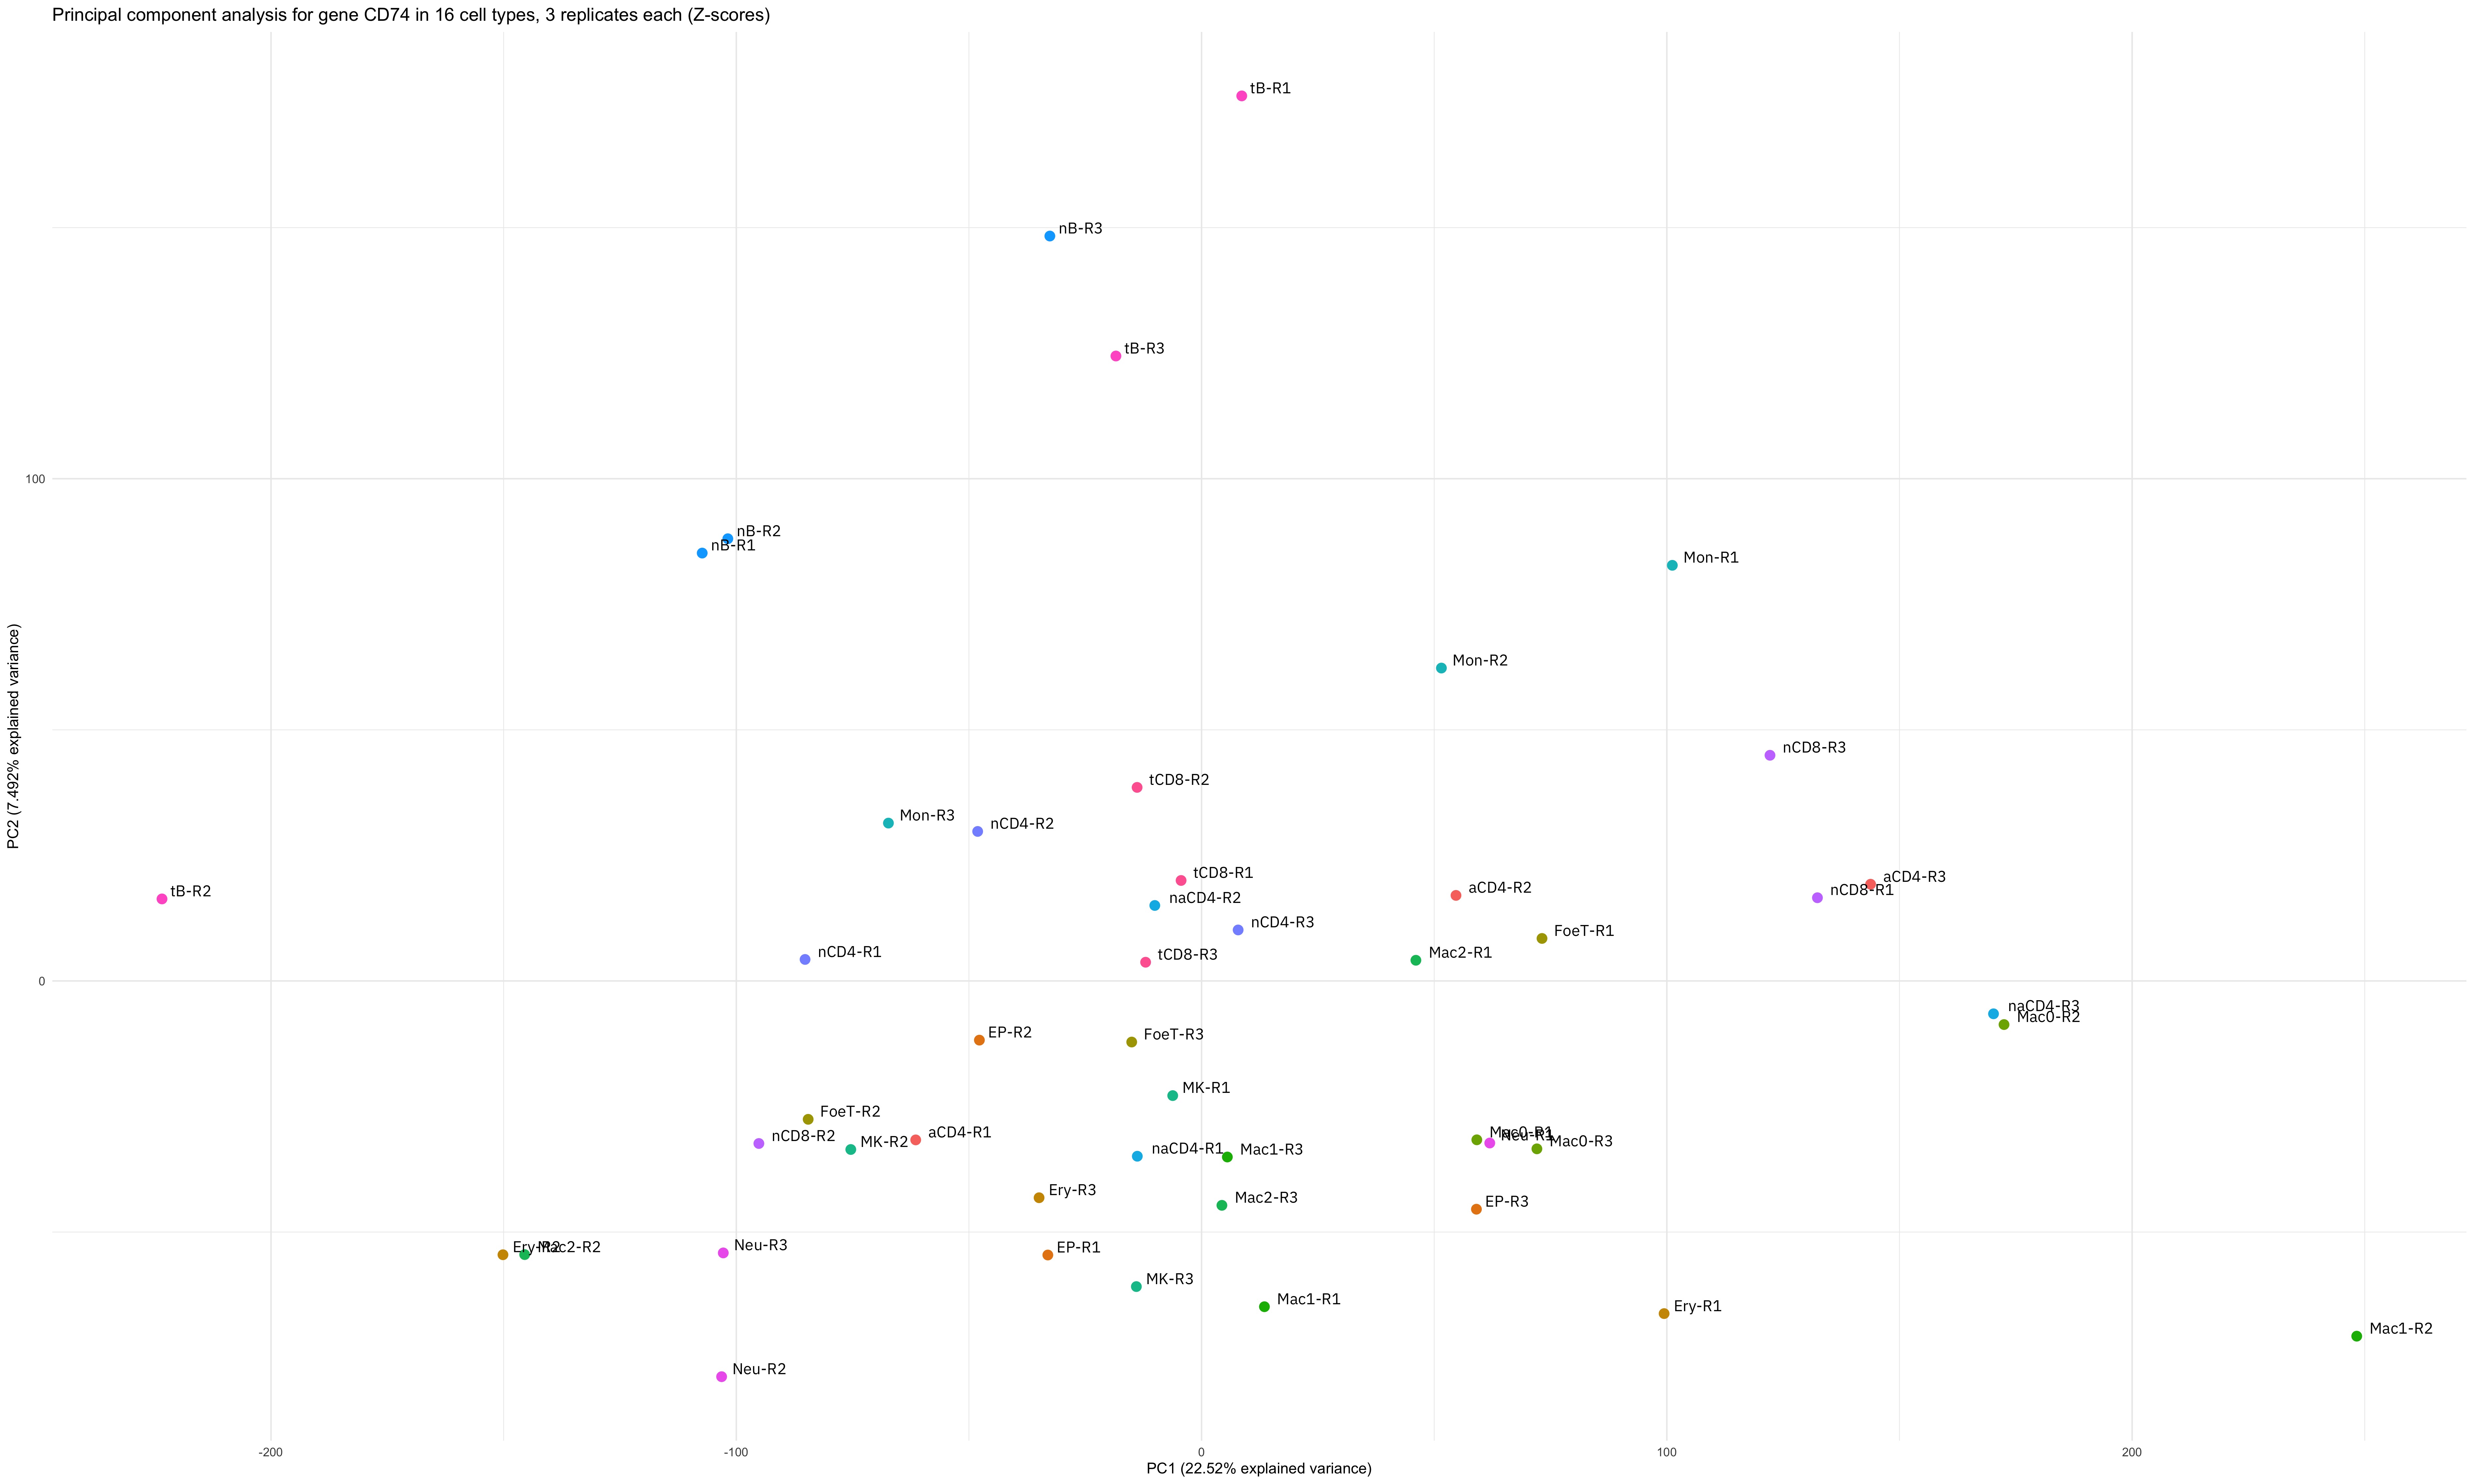 Principal component analysis for gene CD74 in 16 cell types, 3 replicates each (Z-scores)
tB-R1
nB-R3
tB-R3
100
nB-R2
nB-R1
Mon-R1
Mon-R2
nCD8-R3
tCD8-R2
Mon-R3
nCD4-R2
tCD8-R1
aCD4-R3
aCD4-R2
nCD8-R1
tB-R2
naCD4-R2
nCD4-R3
FoeT-R1
nCD4-R1
Mac2-R1
tCD8-R3
0
naCD4-R3
Mac0-R2
EP-R2
FoeT-R3
MK-R1
FoeT-R2
aCD4-R1
Mac0-R1
Neu-R1
nCD8-R2
MK-R2
Mac0-R3
naCD4-R1
Mac1-R3
Ery-R3
Mac2-R3
EP-R3
Neu-R3
Ery-R2
Mac2-R2
EP-R1
MK-R3
Mac1-R1
Ery-R1
Mac1-R2
Neu-R2
-200
-100
0
100
200
PC1 (22.52% explained variance)
PC2 (7.492% explained variance)